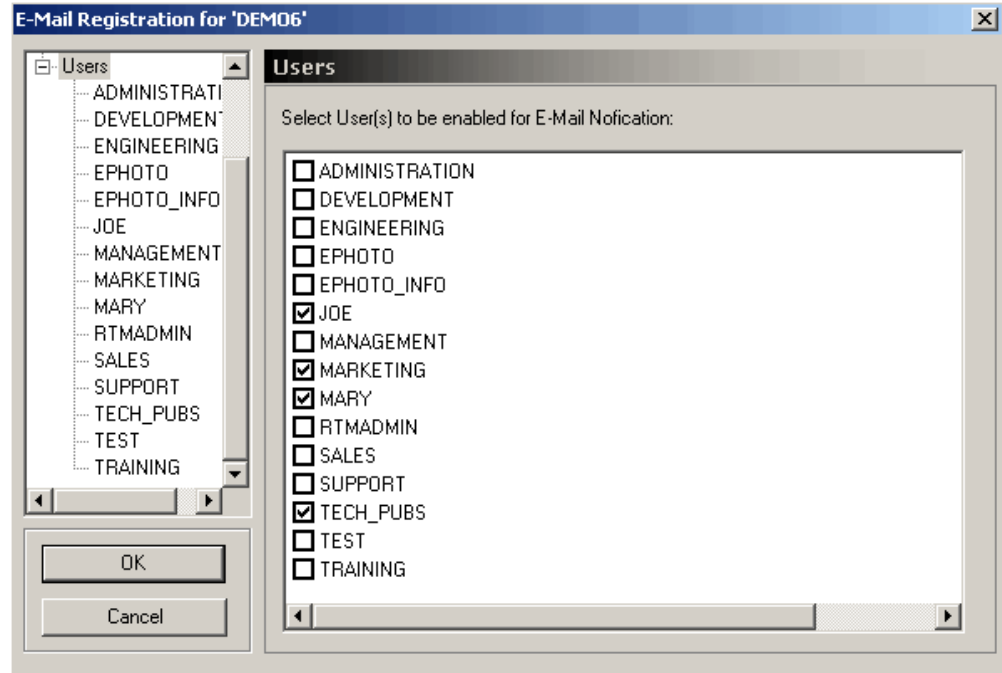 E-Mail Registration for 'DEMO6'
Users
ADMINISTRATI
DEVELOPMENT
ENGINEERING
EPHOTO
EPHOTO_INFO
JOE
MANAGEMENT
MARKETING
MARY
RTMADMIN
SALES
SUPPORT
TECH_PUBS
TEST
TRAINING
OK
Cancel
Users
Select User(s) to be enabled for E-Mail Nofication:
ADMINISTRATION
DEVELOPMENT
ENGINEERING
EPHOTO
EPHOTO_INFO
JOE
MANAGEMENT
MARKETING
MARY
RTMADMIN
SALES
SUPPORT
TECH_PUBS
TEST
TRAINING